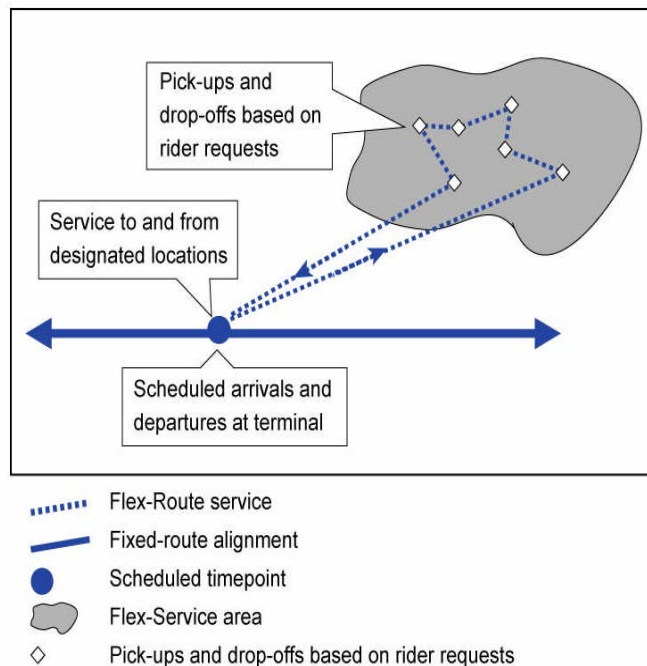 Pick-ups and
drop-offs based on
rider requests
Service to and from
designated locations
Scheduled arrivals and
departures at terminal
Flex-Route service
Fixed-route alignment
Scheduled timepoint
Flex-Service area
Pick-ups and drop-offs based on rider requests